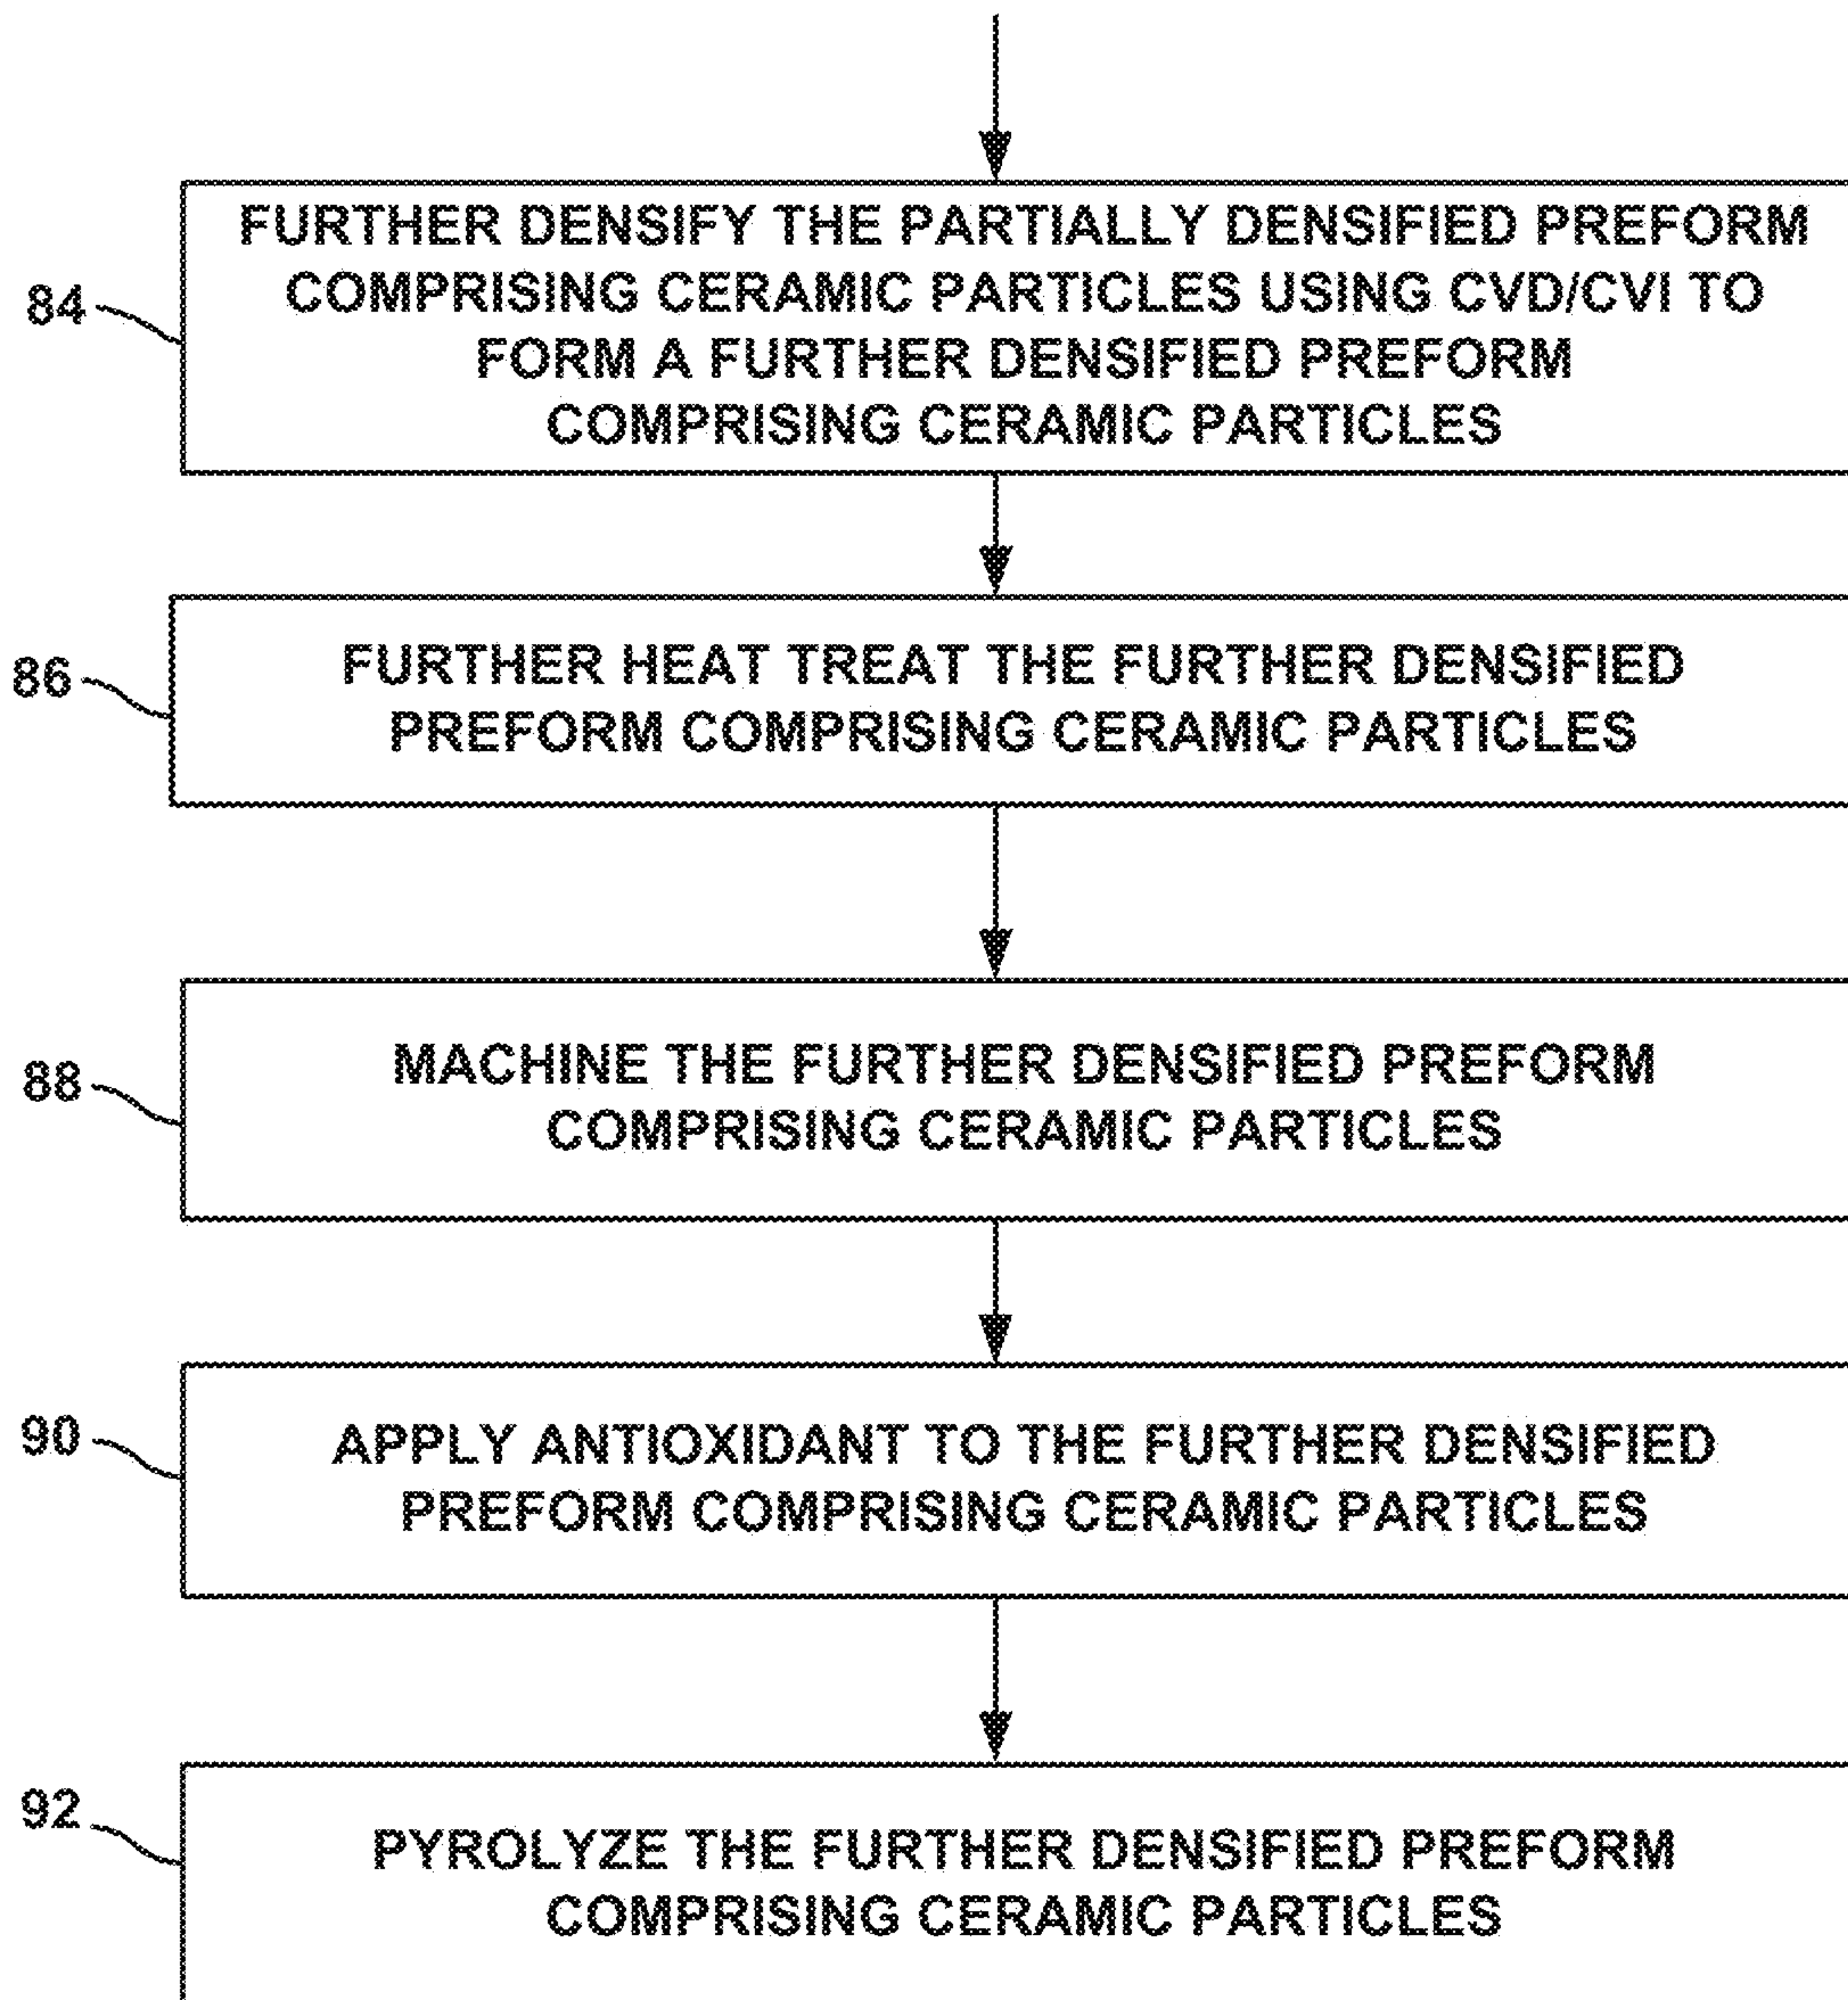 84
FURTHER DENSIFY THE PARTIALLY DENSIFIED PREFORM
COMPRISING CERAMIC PARTICLES USING CVD/CVI TO
FORM A FURTHER DENSIFIED PREFORM
COMPRISING CERAMIC PARTICLES
86
FURTHER HEAT TREAT THE FURTHER DENSIFIED
PREFORM COMPRISING CERAMIC PARTICLES
88
MACHINE THE FURTHER DENSIFIED PREFORM
COMPRISING CERAMIC PARTICLES
90
APPLY ANTIOXIDANT TO THE FURTHER DENSIFIED
PREFORM COMPRISING CERAMIC PARTICLES
92
PYROLYZE THE FURTHER DENSIFIED PREFORM
COMPRISING CERAMIC PARTICLES